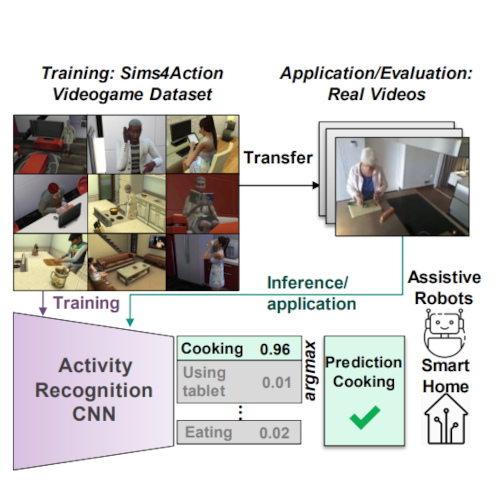 Training: Sims4Action
Videogame Dataset
Application/Evaluation:
Real Videos
Transfer
Inference/
application
Training
Assistive
Robots
Activity
Recognition
CNN
Cooking 0.96
Using
tablet 0.01
⋮
Eating 0.02
argmax
Prediction
Cooking
Smart
Home